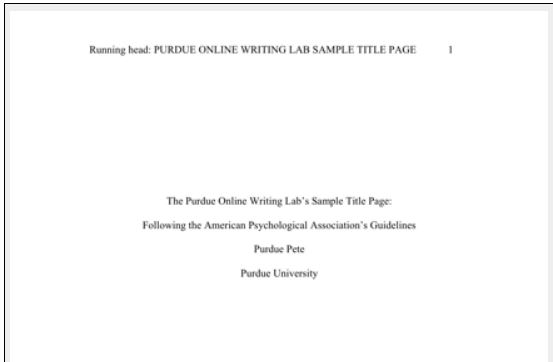 Running head: PURDUE ONLINE WRITING LAB SAMPLE TITLE PAGE 1
The Purdue Online Writing Lab’s Sample Title Page:
Following the American Psychological Association’s Guidelines
Purdue Pete
Purdue University